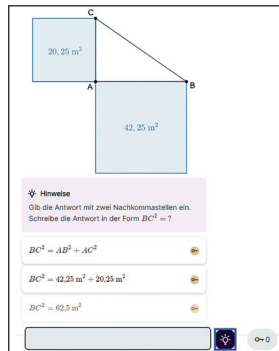 C
20,25 m²
A
B
42,25 m²
Hinweise
Gib die Antwort mit zwei Nachkommastellen ein.
Schreibe die Antwort in der Form BC² = ?
BC² = AB² + AC²
BC² = 42,25 m² + 20,25 m²
BC² = 62,5 m²
0